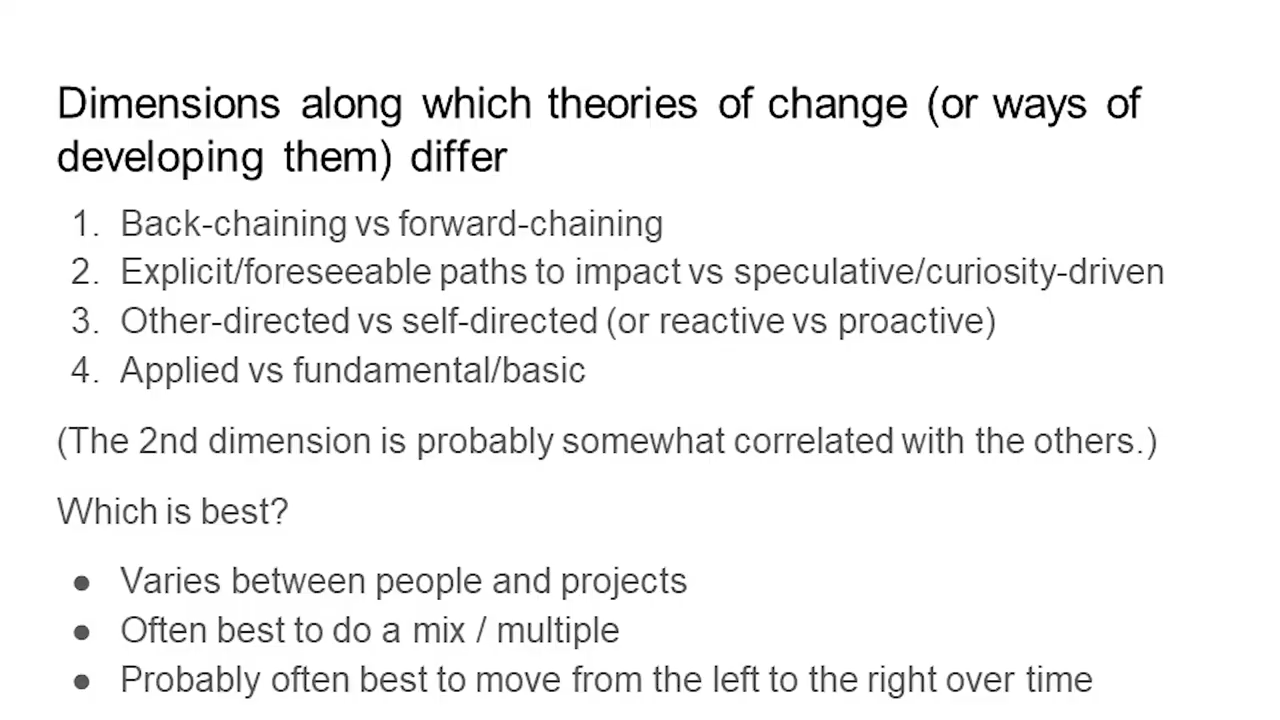 Dimensions along which theories of change (or ways of
developing them) differ
1. Back-chaining vs forward-chaining
2. Explicit/foreseeable paths to impact vs speculative/curiosity-driven
3. Other-directed vs self-directed (or reactive vs proactive)
4. Applied vs fundamental/basic
(The 2nd dimension is probably somewhat correlated with the others.)
Which is best?
● Varies between people and projects
● Often best to do a mix / multiple
● Probably often best to move from the left to the right over time